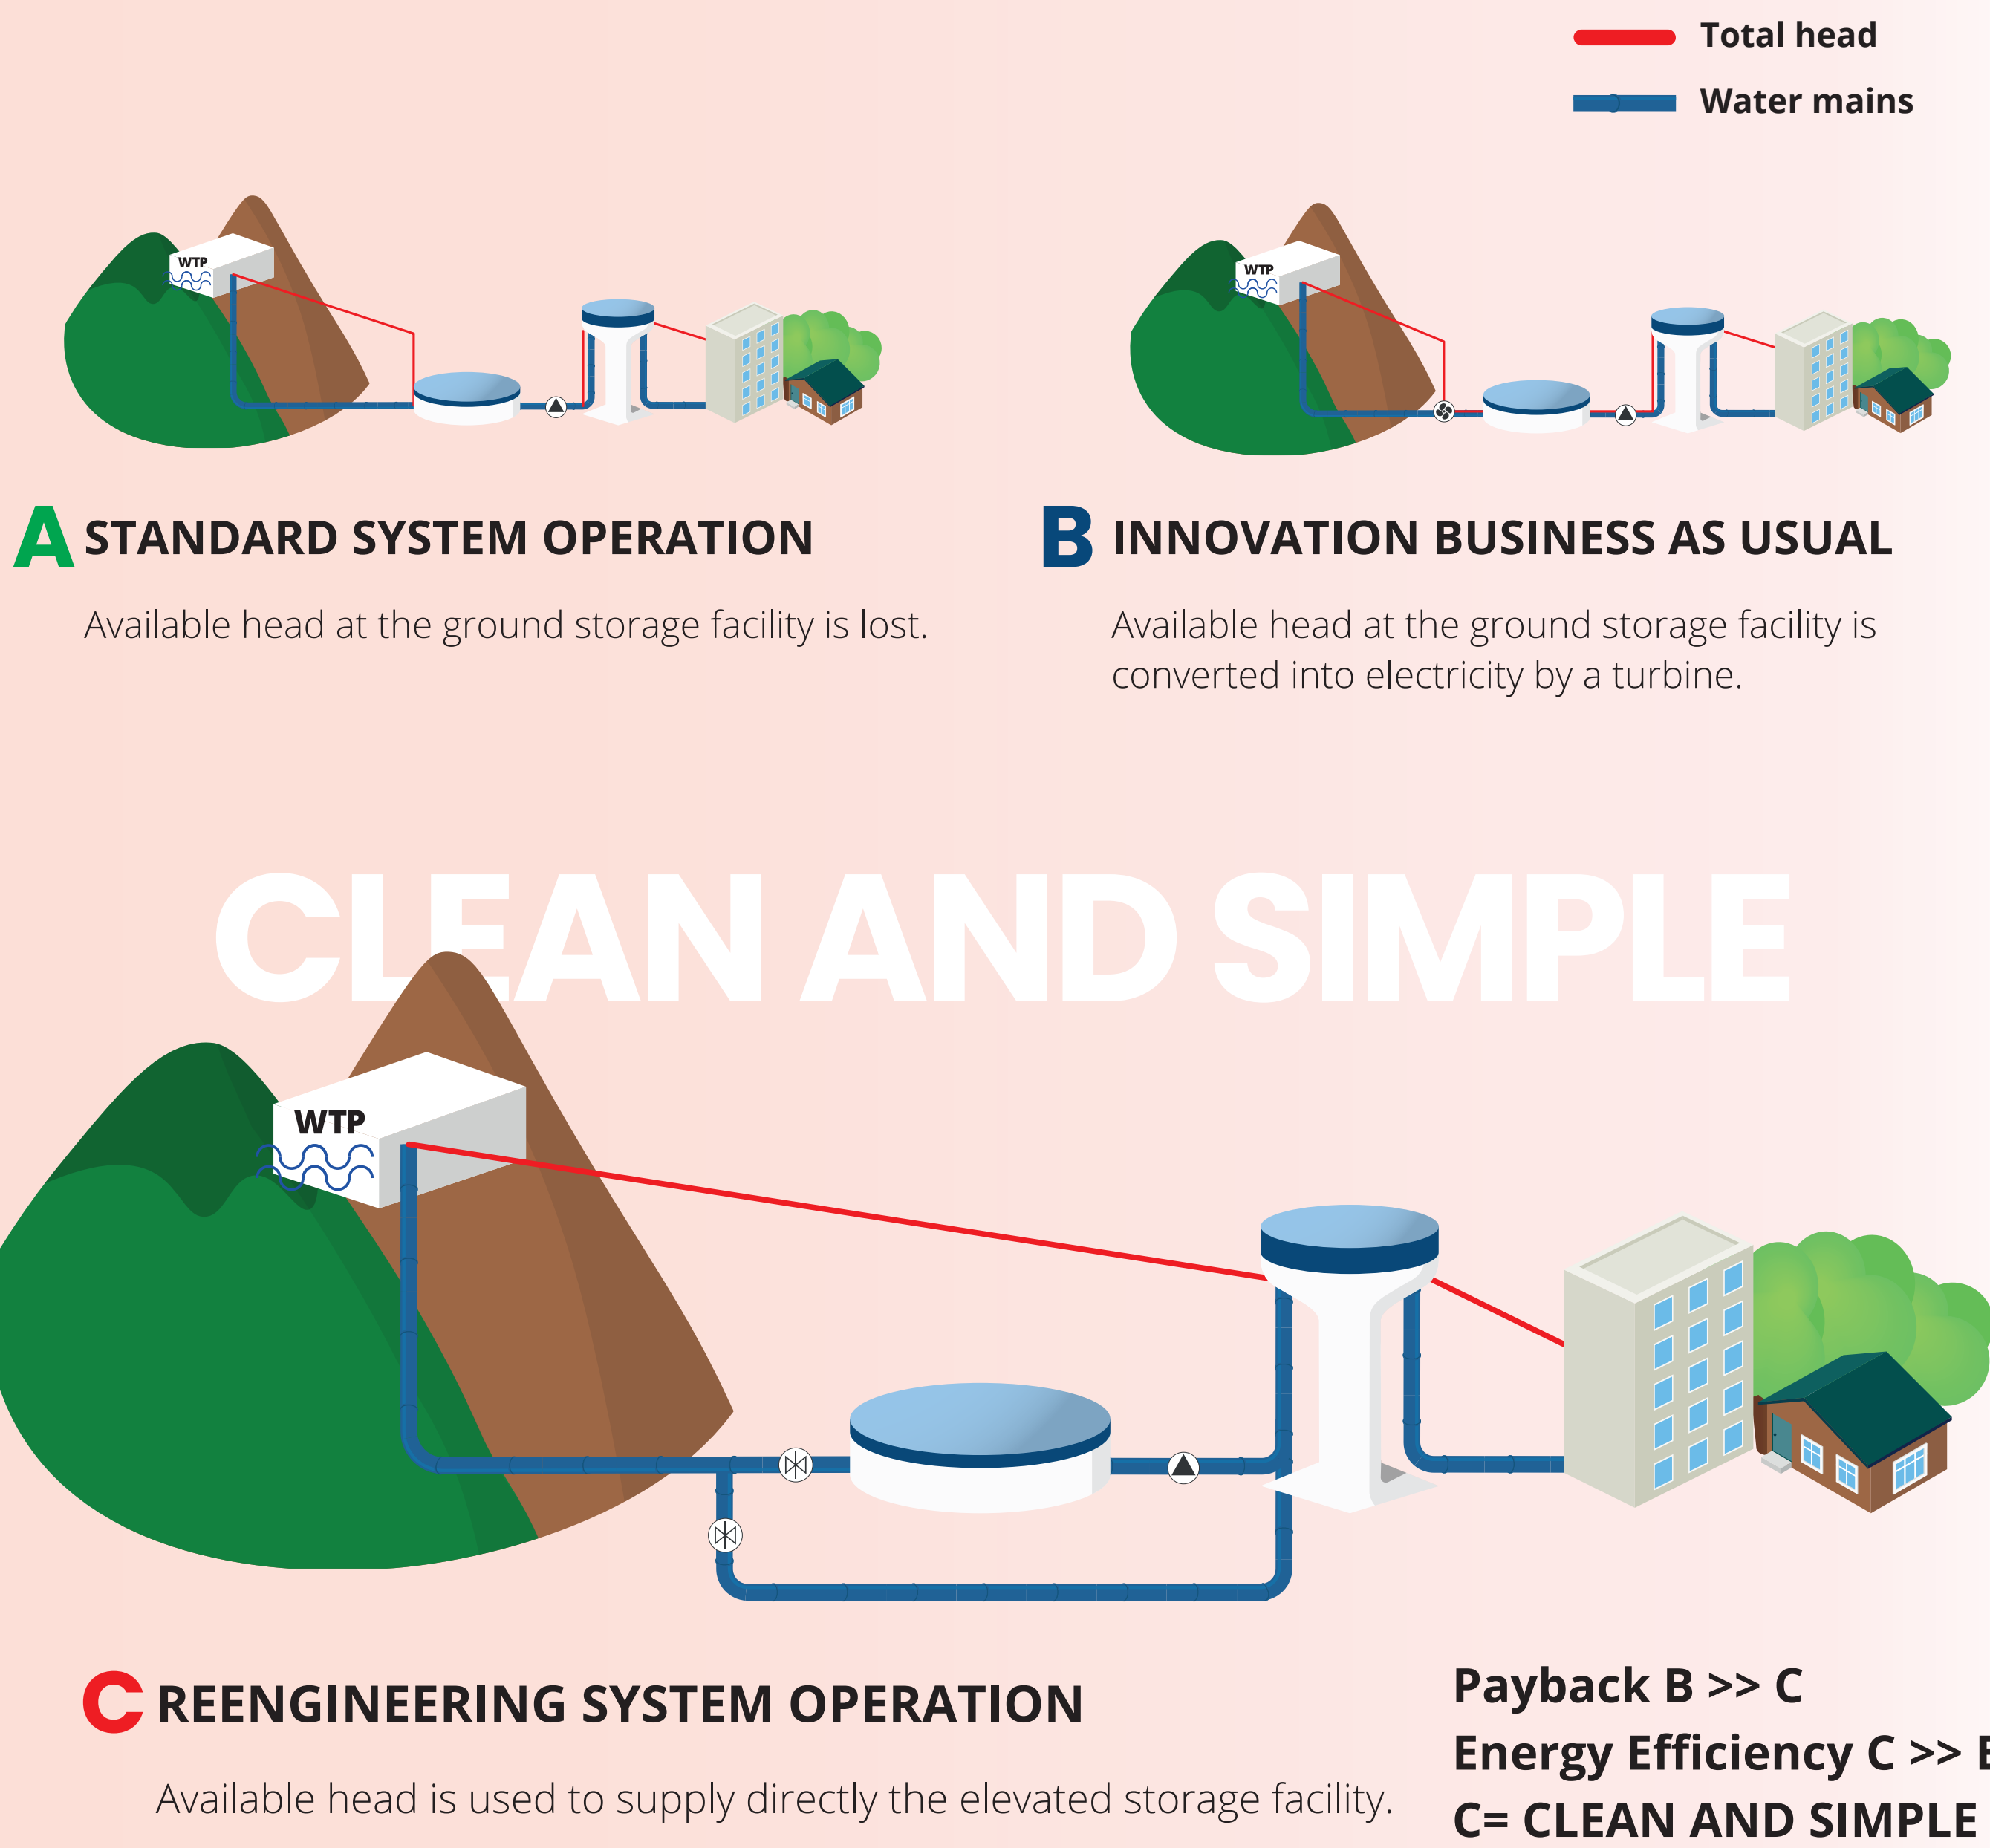 Total head
Water mains
WTP
WTP
A STANDARD SYSTEM OPERATION
Available head at the ground storage facility is lost.
B INNOVATION BUSINESS AS USUAL
Available head at the ground storage facility is
converted into electricity by a turbine.
CLEAN AND SIMPLE
WTP
C REENGINEERING SYSTEM OPERATION
Available head is used to supply directly the elevated storage facility.
Payback B >> C
Energy Efficiency C >>
C= CLEAN AND SIMPLE